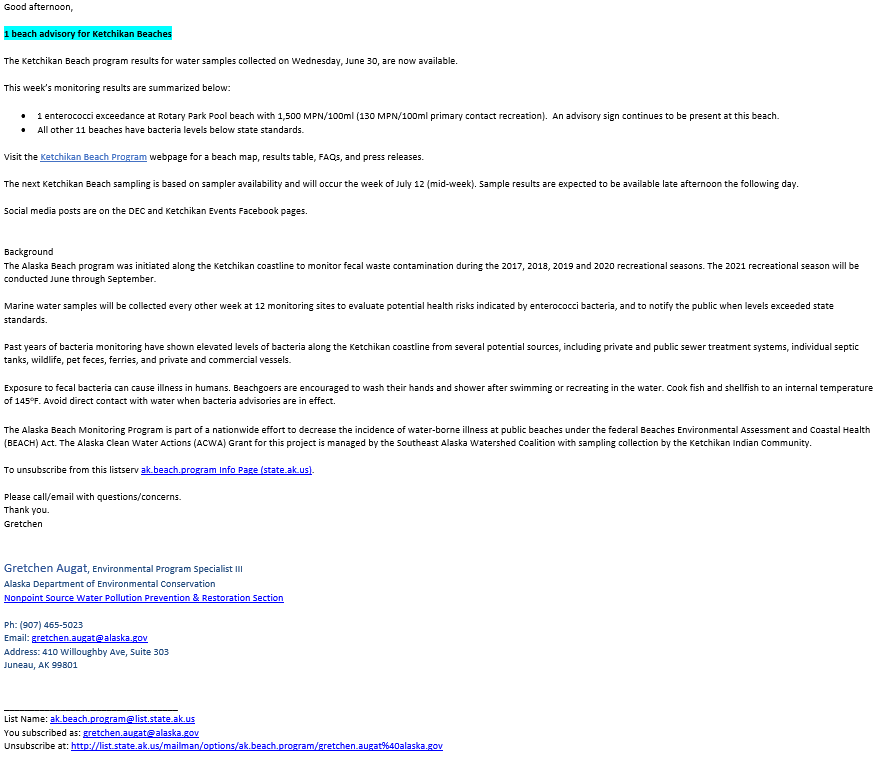 Good afternoon,
1 beach advisory for Ketchikan Beaches
The Ketchikan Beach program results for water samples collected on Wednesday, June 30, are now available.
This week's monitoring results are summarized below:
• 1 enterococci exceedance at Rotary Park Pool beach with 1,500 MPN/100ml (130 MPN/100ml primary contact recreation). An advisory sign continues to be present at this beach.
• All other 11 beaches have bacteria levels below state standards.
Visit the Ketchikan Beach Program webpage for a beach map, results table, FAQs, and press releases.
The next Ketchikan Beach sampling is based on sampler availability and will occur the week of July 12 (mid-week). Sample results are expected to be available late afternoon the following day.
Social media posts are on the DEC and Ketchikan Events Facebook pages.
Background
The Alaska Beach program was initiated along the Ketchikan coastline to monitor fecal waste contamination during the 2017, 2018, 2019 and 2020 recreational seasons. The 2021 recreational season will be
conducted June through September.
Marine water samples will be collected every other week at 12 monitoring sites to evaluate potential health risks indicated by enterococci bacteria, and to notify the public when levels exceeded state
standards.
Past years of bacteria monitoring have shown elevated levels of bacteria along the Ketchikan coastline from several potential sources, including private and public sewer treatment systems, individual septic
tanks, wildlife, pet feces, ferries, and private and commercial vessels.
Exposure to fecal bacteria can cause illness in humans. Beachgoers are encouraged to wash their hands and shower after swimming or recreating in the water. Cook fish and shellfish to an internal temperature
of 145°F. Avoid direct contact with water when bacteria advisories are in effect.
The Alaska Beach Monitoring Program is part of a nationwide effort to decrease the incidence of water-borne illness at public beaches under the federal Beaches Environmental Assessment and Coastal Health
(BEACH) Act. The Alaska Clean Water Actions (ACWA) Grant for this project is managed by the Southeast Alaska Watershed Coalition with sampling collection by the Ketchikan Indian Community.
To unsubscribe from this listserv ak.beach.program Info Page (state.ak.us).
Please call/email with questions/concerns.
Thank you.
Gretchen
Gretchen Augat, Environmental Program Specialist III
Alaska Department of Environmental Conservation
Nonpoint Source Water Pollution Prevention & Restoration Section
Ph: (907) 465-5023
Email: gretchen.augat@alaska.gov
Address: 410 Willoughby Ave, Suite 303
Juneau, AK 99801
List Name: ak.beach.program@list.state.ak.us
You subscribed as: gretchen.augat@alaska.gov
Unsubscribe at: http://list.state.ak.us/mailman/options/ak.beach.program/gretchen.augat%40alaska.gov